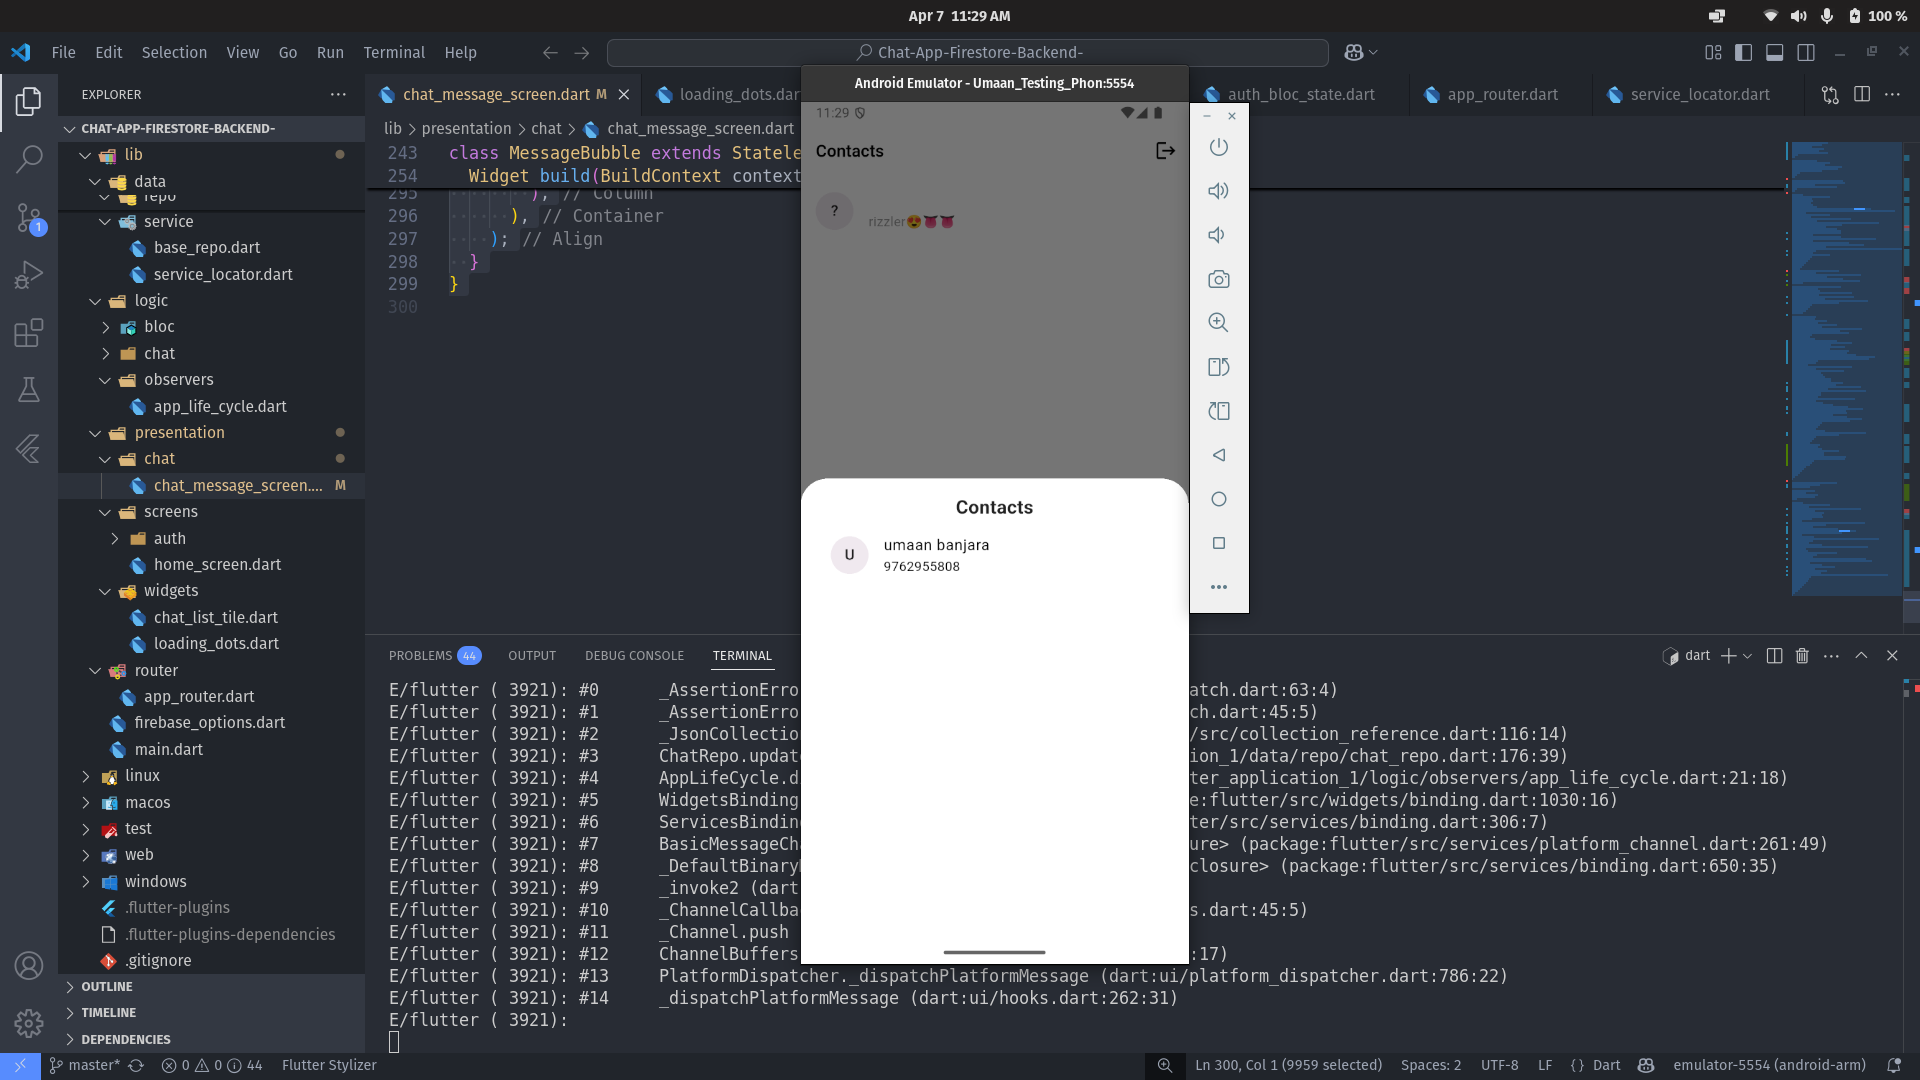 Apr 7 11:29 AM
100 %
File Edit Selection View Go Run Terminal Help
Chat-App-Firestore-Backend-
EXPLORER
CHAT-APP-FIRESTORE-BACKEND-
lib
data
repo
service
base_repo.dart
service_locator.dart
logic
bloc
chat
observers
app_life_cycle.dart
presentation
chat
chat_message_screen.... M
screens
auth
home_screen.dart
widgets
chat_list_tile.dart
loading_dots.dart
router
app_router.dart
firebase_options.dart
main.dart
linux
macos
test
web
windows
.flutter-plugins
.flutter-plugins-dependencies
.gitignore
OUTLINE
TIMELINE
DEPENDENCIES
1
chat_message_screen.dart M
loading_dots.dar
auth_bloc_state.dart
app_router.dart
service_locator.dart
lib > presentation > chat > chat_message_screen.dart
243 class MessageBubble extends Statele
254 Widget build(BuildContext context
295 ), // Column
296 ), // Container
297 ); // Align
298 }
299 }
300
Android Emulator - Umaan_Testing_Phon:5554
11:29
Contacts
?
rizzler😍👅👅
Contacts
U
umaan banjara
9762955808
PROBLEMS 44 OUTPUT DEBUG CONSOLE TERMINAL
dart
E/flutter ( 3921): #0 _AssertionErro atch.dart:63:4)
E/flutter ( 3921): #1 _AssertionErro ch.dart:45:5)
E/flutter ( 3921): #2 _JsonCollection /src/collection_reference.dart:116:14)
E/flutter ( 3921): #3 ChatRepo.update ion_1/data/repo/chat_repo.dart:176:39)
E/flutter ( 3921): #4 AppLifeCycle.d ter_application_1/logic/observers/app_life_cycle.dart:21:18)
E/flutter ( 3921): #5 WidgetsBinding e:flutter/src/widgets/binding.dart:1030:16)
E/flutter ( 3921): #6 ServicesBinding ter/src/services/binding.dart:306:7)
E/flutter ( 3921): #7 BasicMessageCha ure> (package:flutter/src/services/platform_channel.dart:261:49)
E/flutter ( 3921): #8 _DefaultBinary closure> (package:flutter/src/services/binding.dart:650:35)
E/flutter ( 3921): #9 _invoke2 (dart s.dart:45:5)
E/flutter ( 3921): #10 _ChannelCallba s.dart:45:5)
E/flutter ( 3921): #11 _Channel.push
E/flutter ( 3921): #12 ChannelBuffers :17)
E/flutter ( 3921): #13 PlatformDispatcher._dispatchPlatformMessage (dart:ui/platform_dispatcher.dart:786:22)
E/flutter ( 3921): #14 _dispatchPlatformMessage (dart:ui/hooks.dart:262:31)
E/flutter ( 3921):
master* 0 0 44 Flutter Stylizer
Ln 300, Col 1 (9959 selected) Spaces: 2 UTF-8 LF {} Dart emulator-5554 (android-arm)